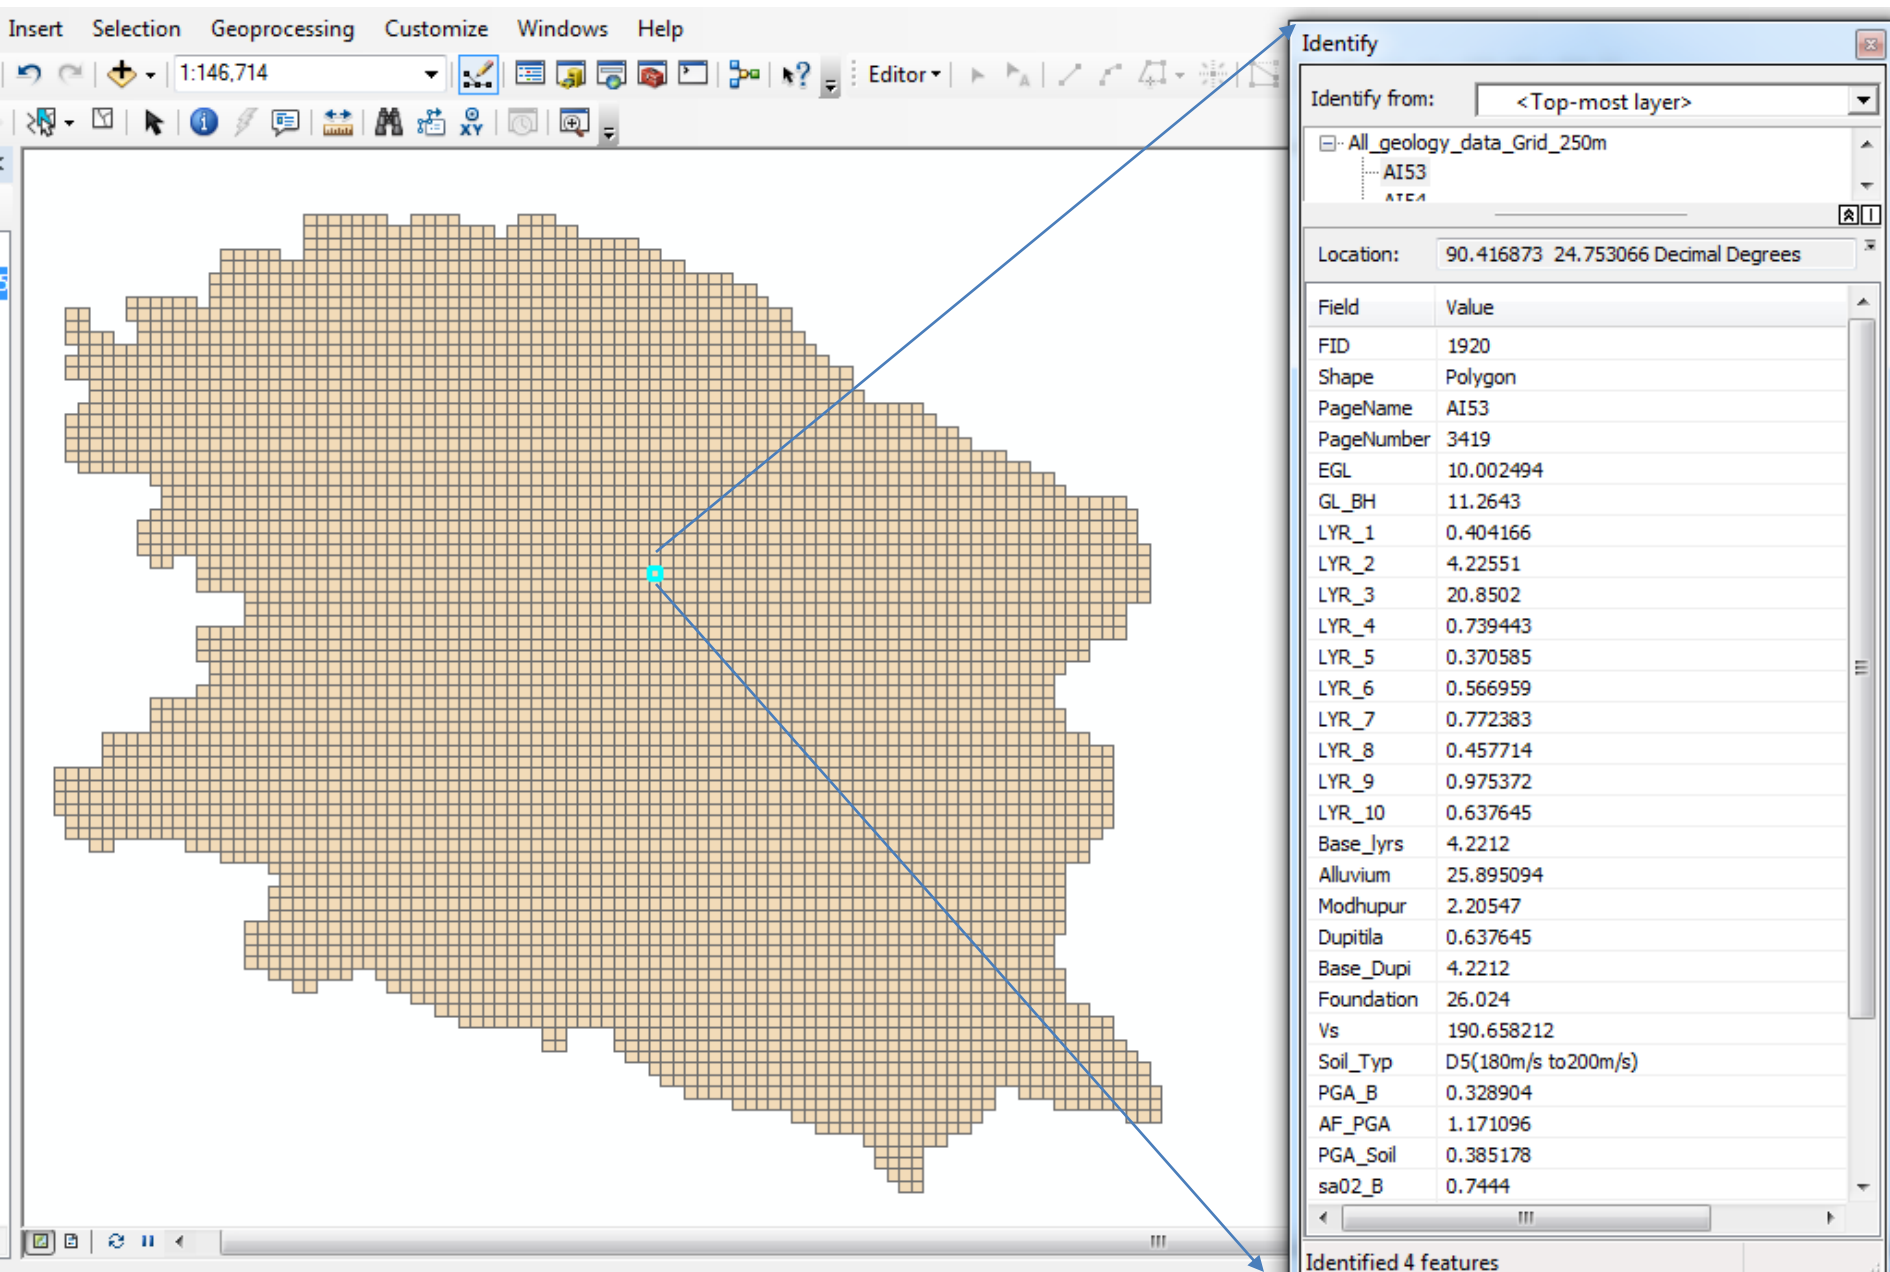 Insert Selection Geoprocessing Customize Windows Help
1:146,714
Editor
XY
Identify
Identify from: <Top-most layer>
All_geology_data_Grid_250m
AI53
AI54
Location: 90.416873 24.753066 Decimal Degrees
Field Value
FID 1920
Shape Polygon
PageName AI53
PageNumber 3419
EGL 10.002494
GL_BH 11.2643
LYR_1 0.404166
LYR_2 4.22551
LYR_3 20.8502
LYR_4 0.739443
LYR_5 0.370585
LYR_6 0.566959
LYR_7 0.772383
LYR_8 0.457714
LYR_9 0.975372
LYR_10 0.637645
Base_lyrs 4.2212
Alluvium 25.895094
Modhupur 2.20547
Dupitila 0.637645
Base_Dupi 4.2212
Foundation 26.024
Vs 190.658212
Soil_Typ D5(180m/s to200m/s)
PGA_B 0.328904
AF_PGA 1.171096
PGA_Soil 0.385178
sa02_B 0.7444
Identified 4 features